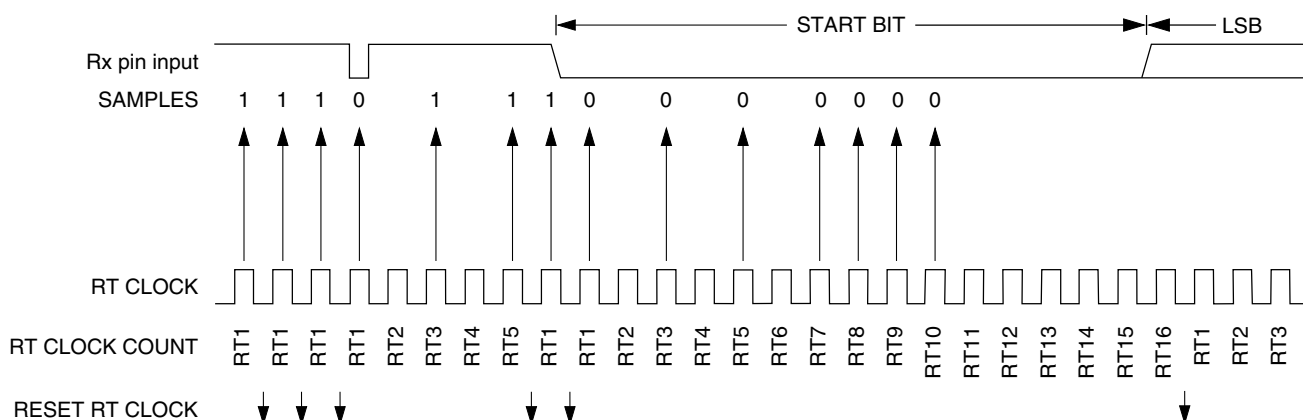 START BIT LSB
Rx pin input
SAMPLES 1 1 1 0 1 1 1 0 0 0 0 0 0 0
RT CLOCK
RT CLOCK COUNT RT1 RT1 RT1 RT1 RT2 RT3 RT4 RT5 RT1 RT1 RT2 RT3 RT4 RT5 RT6 RT7 RT8 RT9 RT10 RT11 RT12 RT13 RT14 RT15 RT16 RT1 RT2 RT3
RESET RT CLOCK